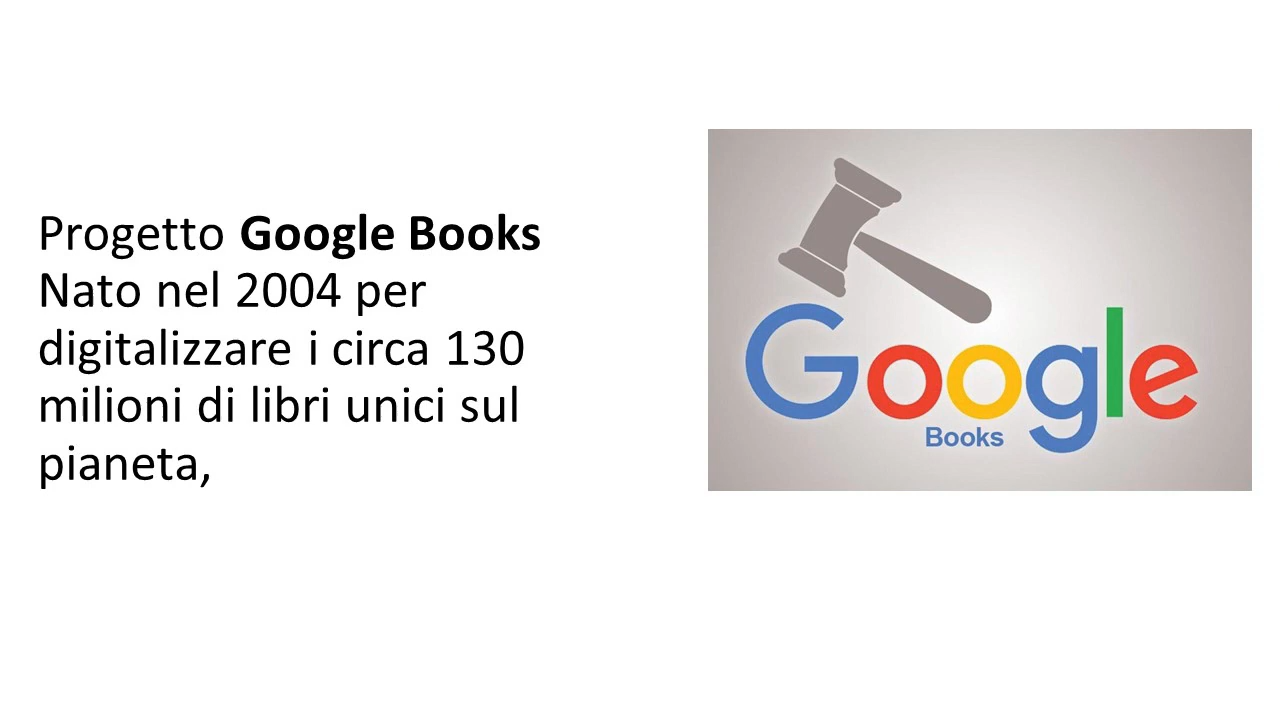 Progetto Google Books
Nato nel 2004 per
digitalizzare i circa 130
milioni di libri unici sul
pianeta,
Google
Books